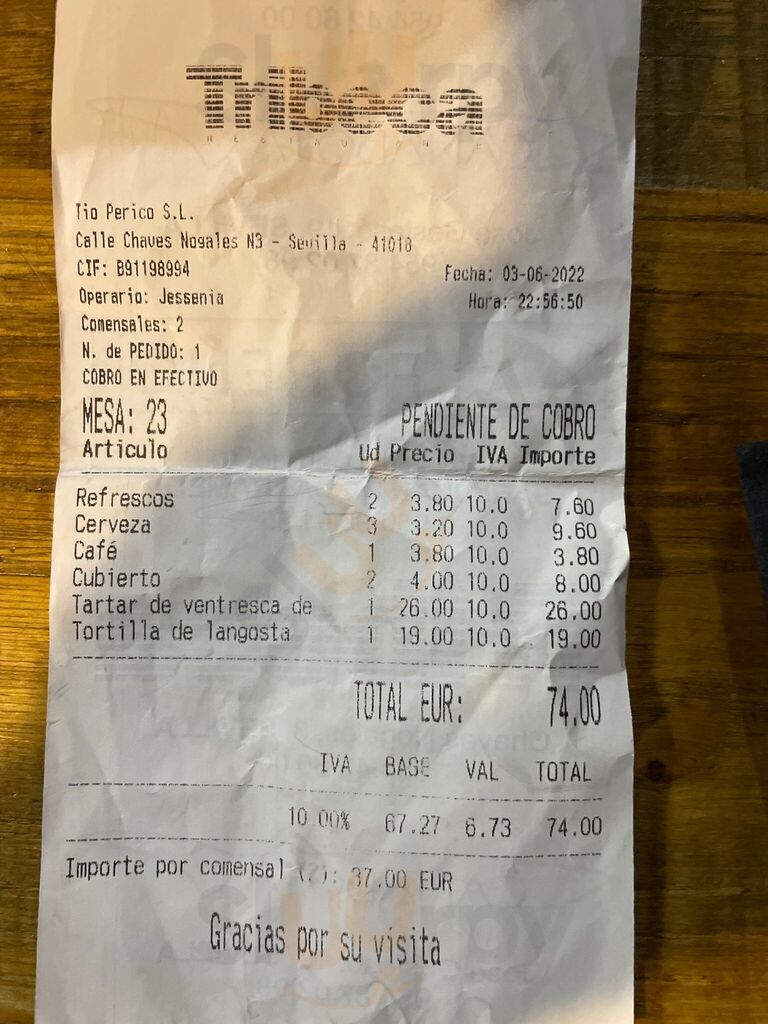 Tribeca
RESTAURANTE
Tio Perico S.L.
Calle Chaves Nogales N3 - Sevilla - 41018
CIF: B91198994
Fecha: 03-06-2022
Operario: Jessenia
Hora: 22:56:50
Comensales: 2
N. de PEDIDO: 1
COBRO EN EFECTIVO
MESA: 23 PENDIENTE DE COBRO
Articulo Ud Precio IVA Importe
Refrescos 2 3.80 10.0 7.60
Cerveza 3 3.20 10.0 9.60
Café 1 3.80 10.0 3.80
Cubierto 2 4.00 10.0 8.00
Tartar de ventresca de 1 26.00 10.0 26.00
Tortilla de langosta 1 19.00 10.0 19.00
TOTAL EUR: 74.00
IVA BASE VAL TOTAL
10.00% 67.27 6.73 74.00
Importe por comensal (2): 37.00 EUR
Gracias por su visita